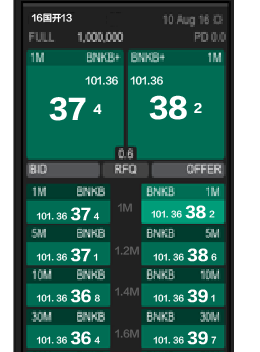 16国开13 10 Aug 16
FULL 1,000,000 PD 0.0
1M BNKB+ BNKB+ 1M
101.36 101.36
37 4 38 2
0.6
BID RFQ OFFER
1M BNKB BNKB 1M
101. 36 37 4 1M 101. 36 38 2
5M BNKB BNKB 5M
101. 36 37 1 1.2M 101. 36 38 6
10M BNKB BNKB 10M
101. 36 36 8 1.4M 101. 36 39 1
30M BNKB BNKB 30M
101. 36 36 4 1.6M 101. 36 39 7